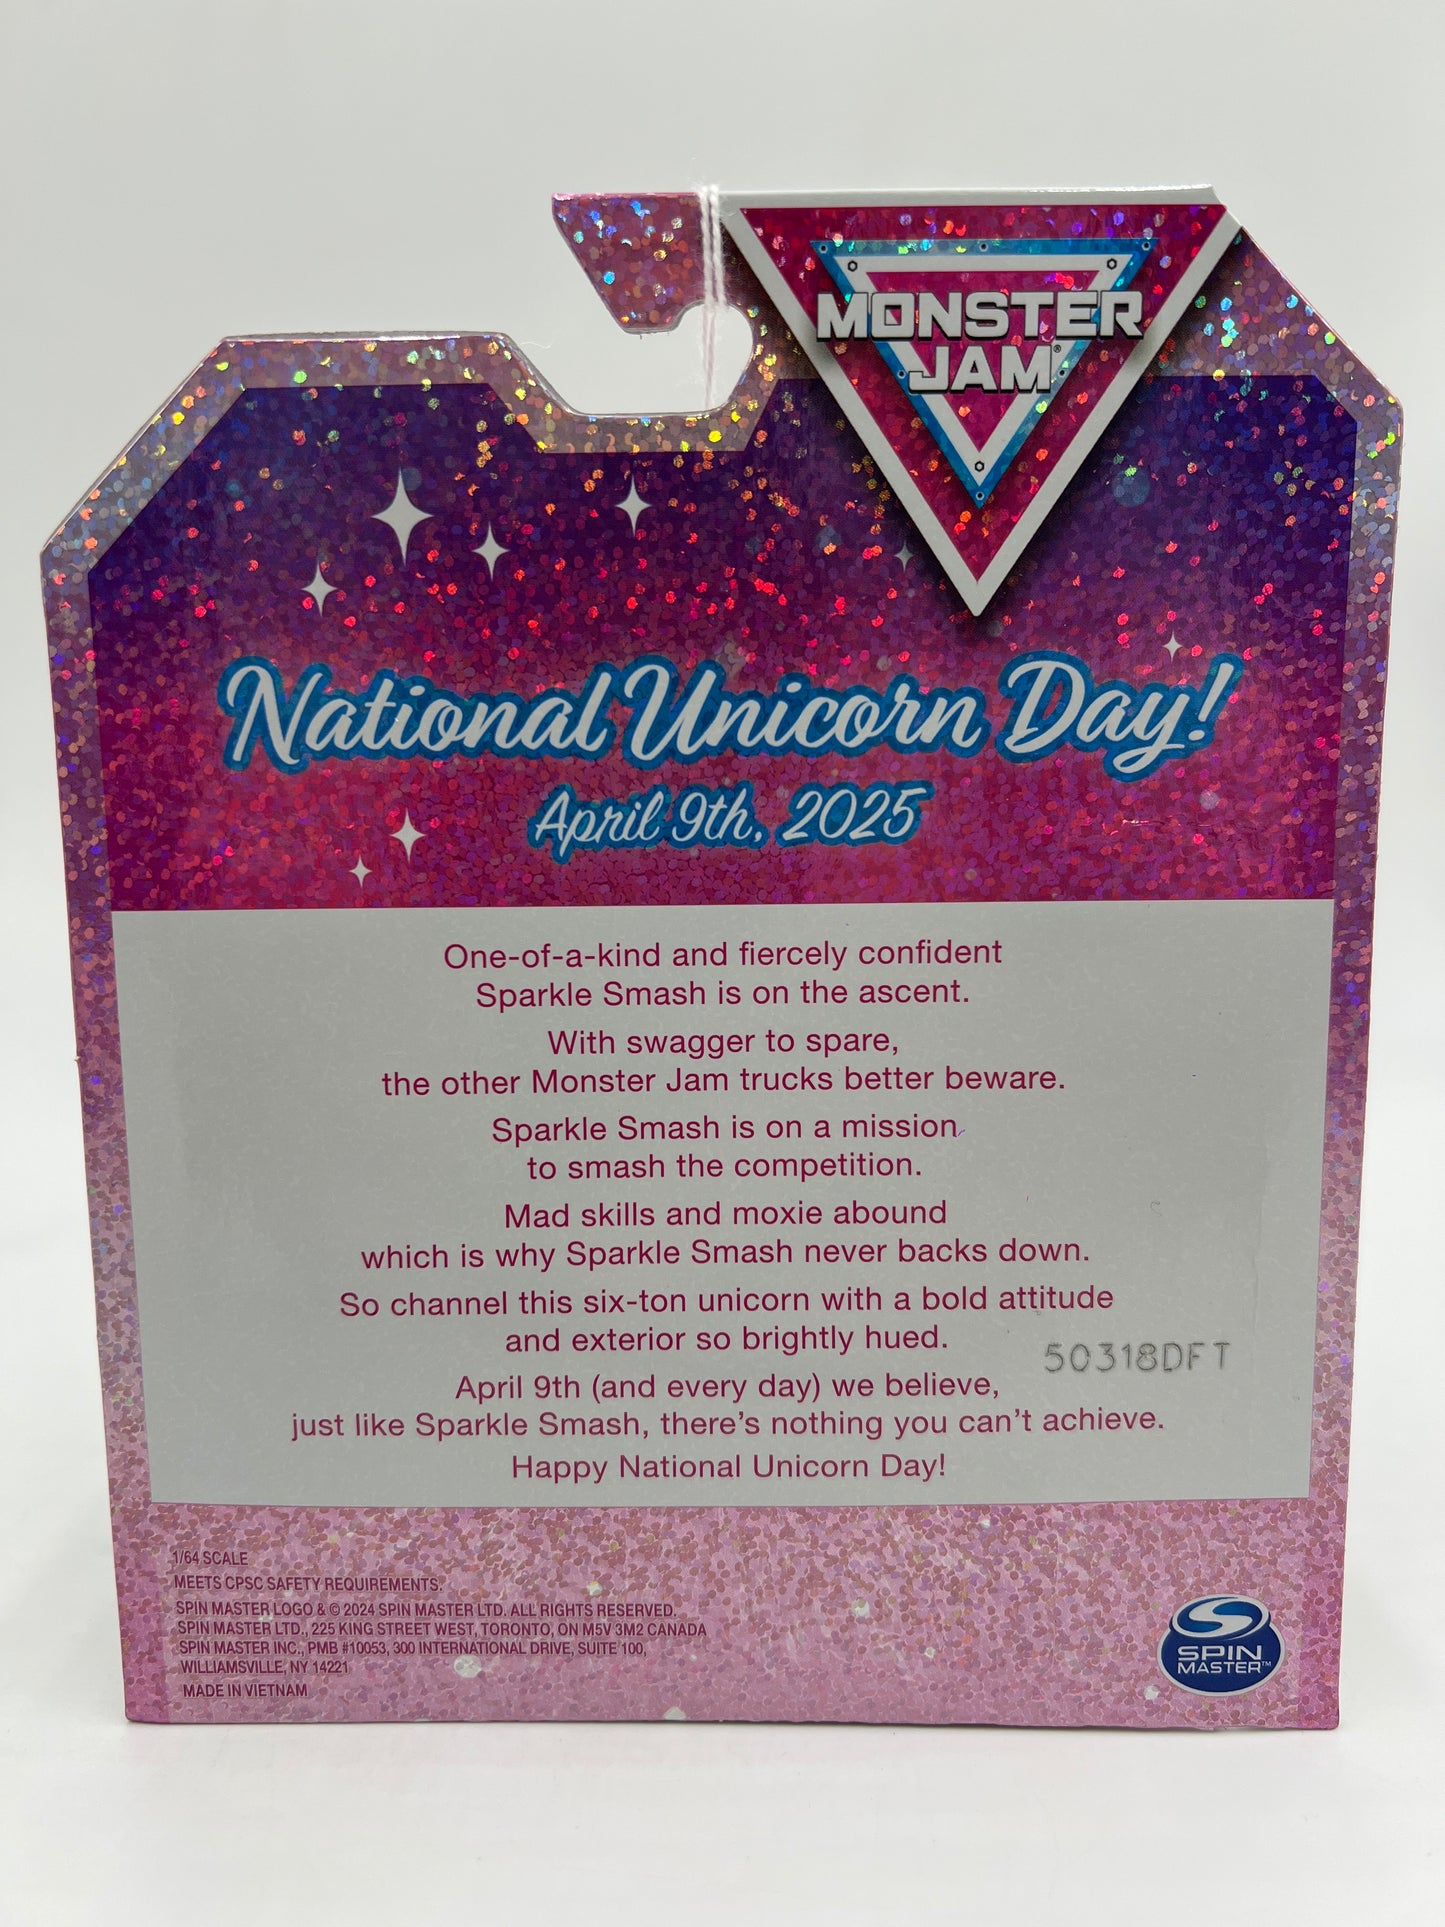 MONSTER
JAM®
National Unicorn Day!
April 9th, 2025
One-of-a-kind and fiercely confident
Sparkle Smash is on the ascent.
With swagger to spare,
the other Monster Jam trucks better beware.
Sparkle Smash is on a mission
to smash the competition.
Mad skills and moxie abound
which is why Sparkle Smash never backs down.
So channel this six-ton unicorn with a bold attitude
and exterior so brightly hued.
50318DFT
April 9th (and every day) we believe,
just like Sparkle Smash, there's nothing you can't achieve.
Happy National Unicorn Day!
1/64 SCALE
MEETS CPSC SAFETY REQUIREMENTS.
SPIN MASTER LOGO & © 2024 SPIN MASTER LTD. ALL RIGHTS RESERVED.
SPIN MASTER LTD., 225 KING STREET WEST, TORONTO, ON M5V 3M2 CANADA
SPIN MASTER INC., PMB #10053, 300 INTERNATIONAL DRIVE, SUITE 100,
WILLIAMSVILLE, NY 14221
MADE IN VIETNAM
SPIN
MASTER™